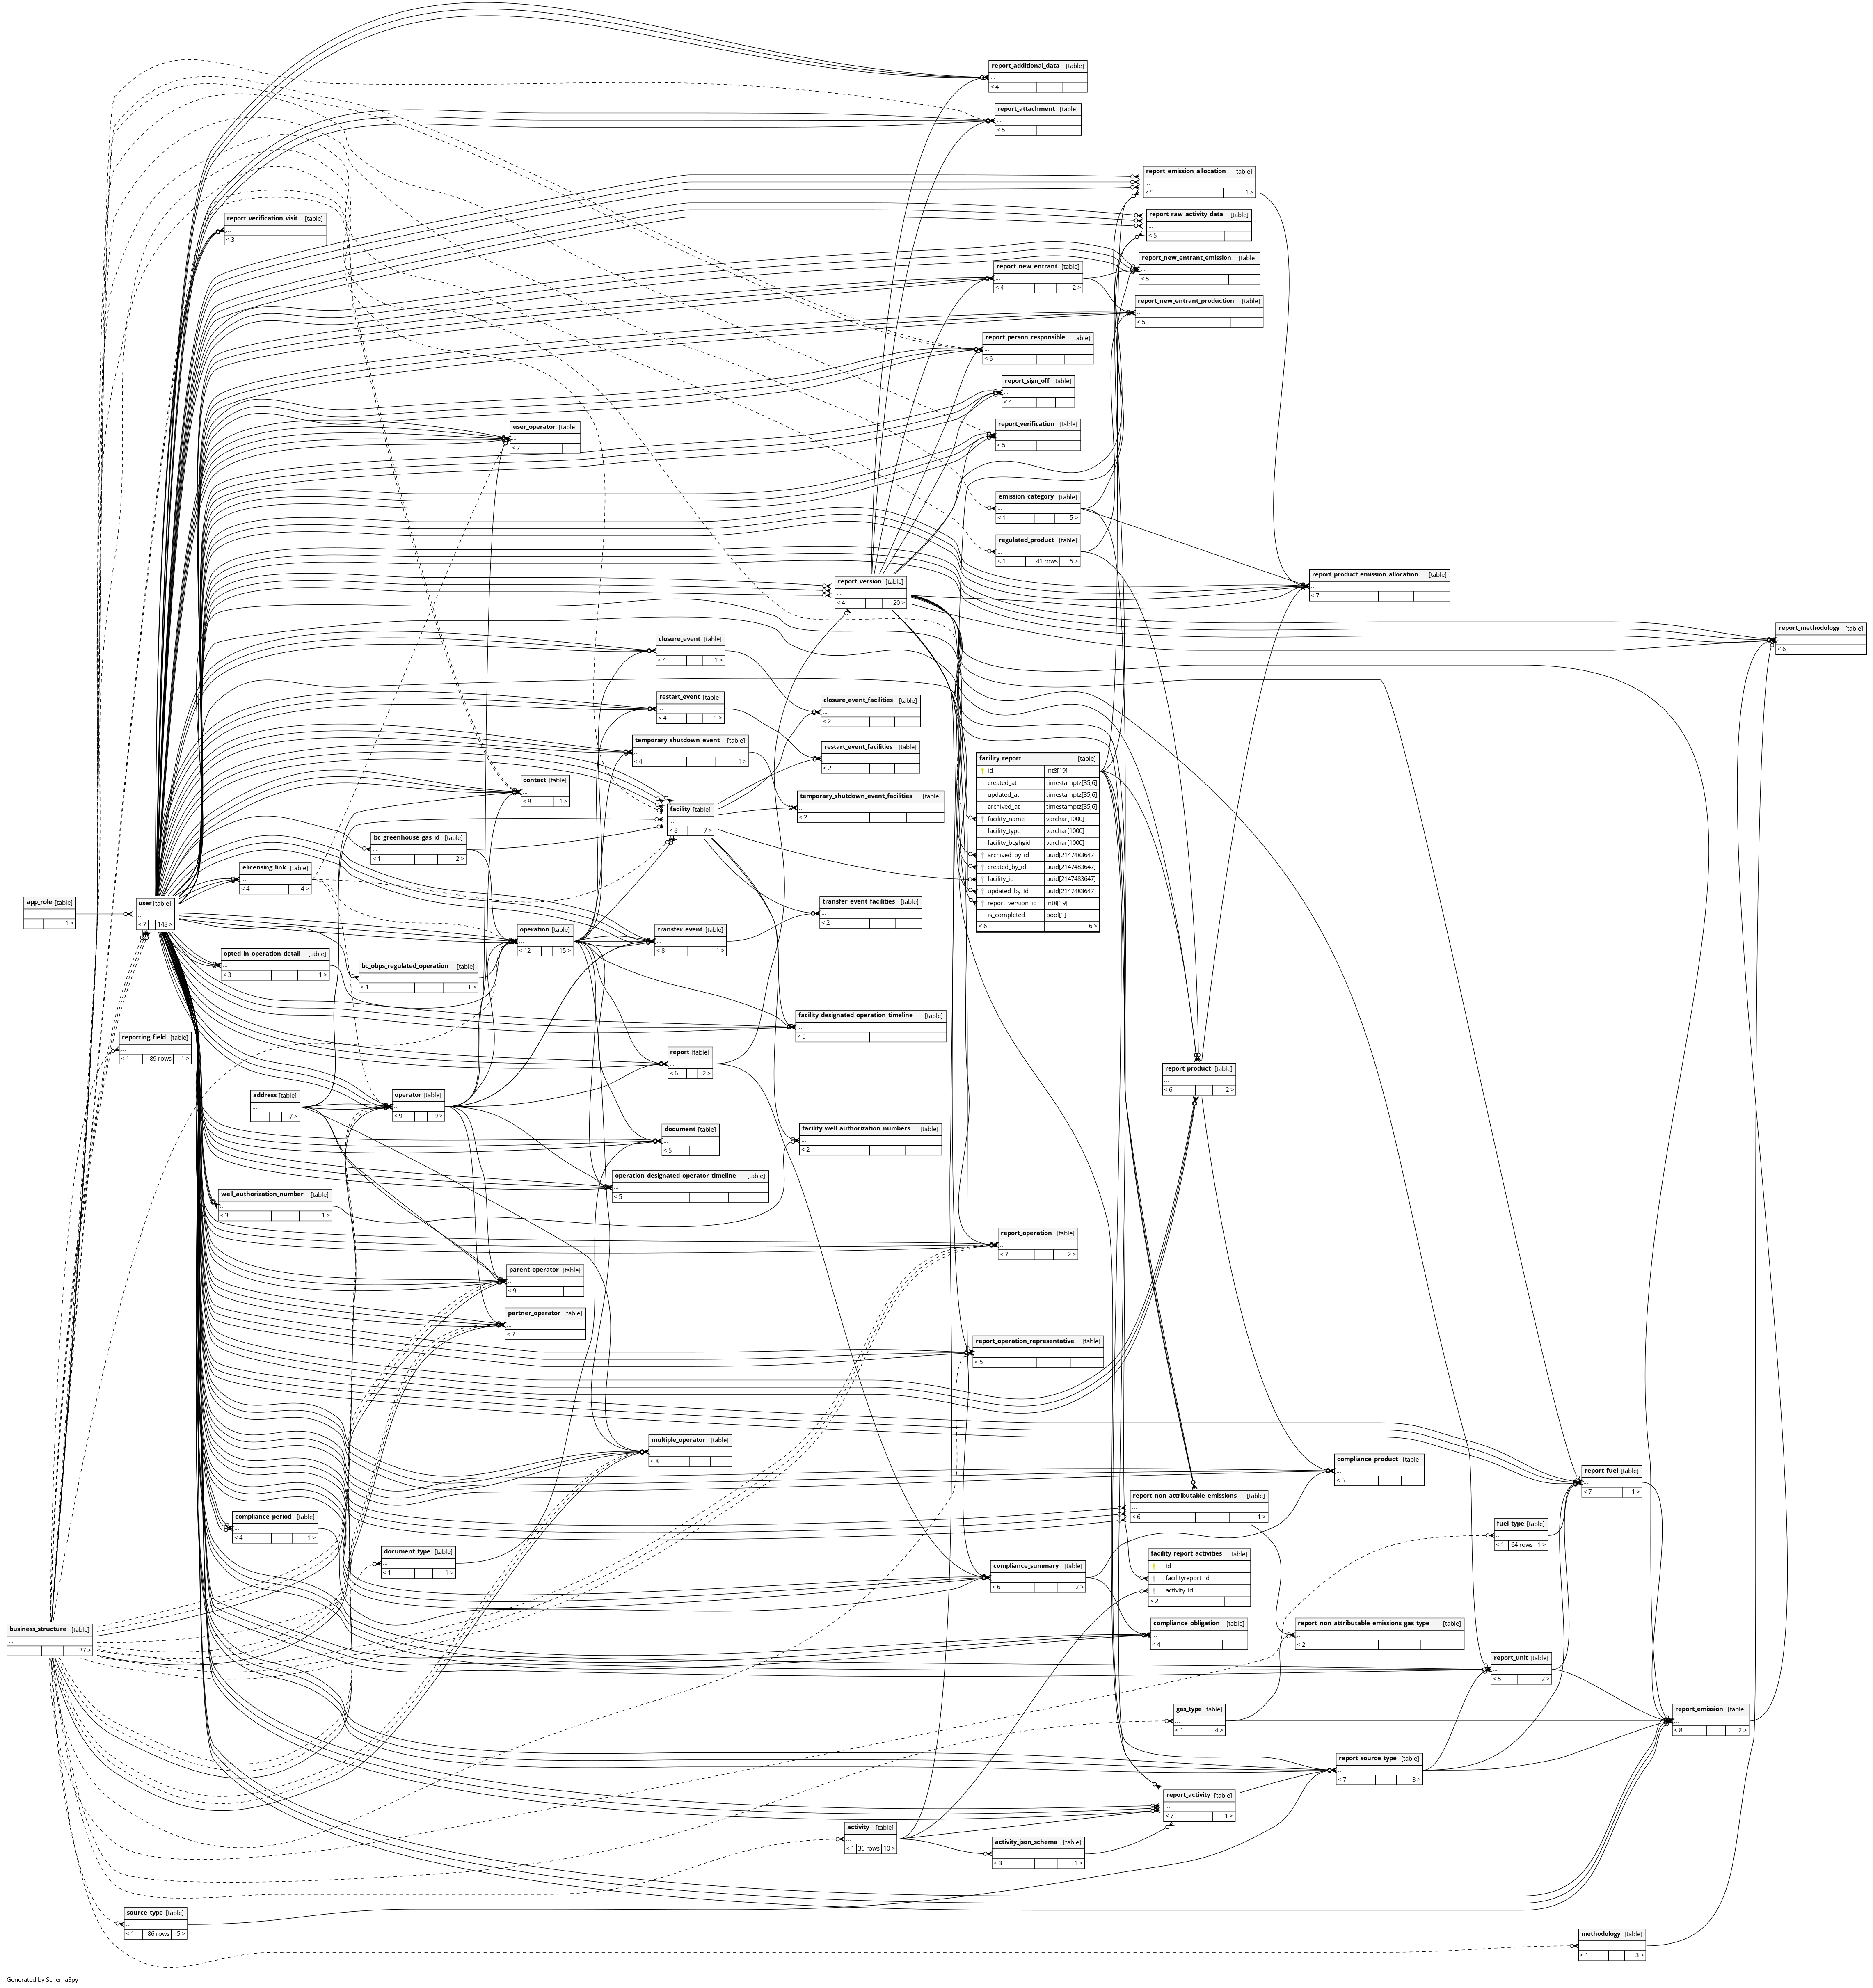 report_additional_data [table]
...
< 4
report_attachment [table]
...
< 5
report_emission_allocation [table]
...
< 5 1 >
report_verification_visit [table]
...
< 3
report_raw_activity_data [table]
...
< 5
report_new_entrant_emission [table]
...
< 5
report_new_entrant [table]
...
< 4 2 >
report_new_entrant_production [table]
...
< 5
report_person_responsible [table]
...
< 6
report_sign_off [table]
...
< 4
user_operator [table]
...
< 7
report_verification [table]
...
< 5
emission_category [table]
...
< 1 5 >
regulated_product [table]
...
< 1 41 rows 5 >
report_product_emission_allocation [table]
...
< 7
report_version [table]
...
< 4 20 >
report_methodology [table]
...
< 6
closure_event [table]
...
< 4 1 >
restart_event [table]
...
< 4 1 >
closure_event_facilities [table]
...
< 2
temporary_shutdown_event [table]
...
< 4 1 >
restart_event_facilities [table]
...
< 2
facility_report [table]
id int8[19]
created_at timestamptz[35,6]
updated_at timestamptz[35,6]
archived_at timestamptz[35,6]
facility_name varchar[1000]
facility_type varchar[1000]
facility_bcghgid varchar[1000]
archived_by_id uuid[2147483647]
created_by_id uuid[2147483647]
facility_id uuid[2147483647]
updated_by_id uuid[2147483647]
report_version_id int8[19]
is_completed bool[1]
< 6 6 >
contact [table]
...
< 8 1 >
temporary_shutdown_event_facilities [table]
...
< 2
facility [table]
...
< 8 7 >
bc_greenhouse_gas_id [table]
...
< 1 2 >
elicensing_link [table]
...
< 4 4 >
app_role [table]
...
1 >
user [table]
...
< 7 148 >
transfer_event_facilities [table]
...
< 2
operation [table]
...
< 12 15 >
transfer_event [table]
...
< 8 1 >
opted_in_operation_detail [table]
...
< 3 1 >
bc_obps_regulated_operation [table]
...
< 1 1 >
facility_designated_operation_timeline [table]
...
< 5
reporting_field [table]
...
< 1 89 rows 1 >
report [table]
...
< 6 2 >
report_product [table]
...
< 6 2 >
address [table]
...
7 >
operator [table]
...
< 9 9 >
document [table]
...
< 5
facility_well_authorization_numbers [table]
...
< 2
operation_designated_operator_timeline [table]
...
< 5
well_authorization_number [table]
...
< 3 1 >
report_operation [table]
...
< 7 2 >
parent_operator [table]
...
< 9
partner_operator [table]
...
< 7
report_operation_representative [table]
...
< 5
multiple_operator [table]
...
< 8
compliance_product [table]
...
< 5
report_fuel [table]
...
< 7 1 >
report_non_attributable_emissions [table]
...
< 6 1 >
compliance_period [table]
...
< 4 1 >
fuel_type [table]
...
< 1 64 rows 1 >
document_type [table]
...
< 1 1 >
facility_report_activities [table]
id
facilityreport_id
activity_id
< 2
compliance_summary [table]
...
< 6 2 >
compliance_obligation [table]
...
< 4
report_non_attributable_emissions_gas_type [table]
...
< 2
business_structure [table]
...
37 >
report_unit [table]
...
< 5 2 >
gas_type [table]
...
< 1 4 >
report_emission [table]
...
< 8 2 >
report_source_type [table]
...
< 7 3 >
report_activity [table]
...
< 7 1 >
activity [table]
...
< 1 36 rows 10 >
activity_json_schema [table]
...
< 3 1 >
source_type [table]
...
< 1 86 rows 5 >
methodology [table]
...
< 1 3 >
Generated by SchemaSpy